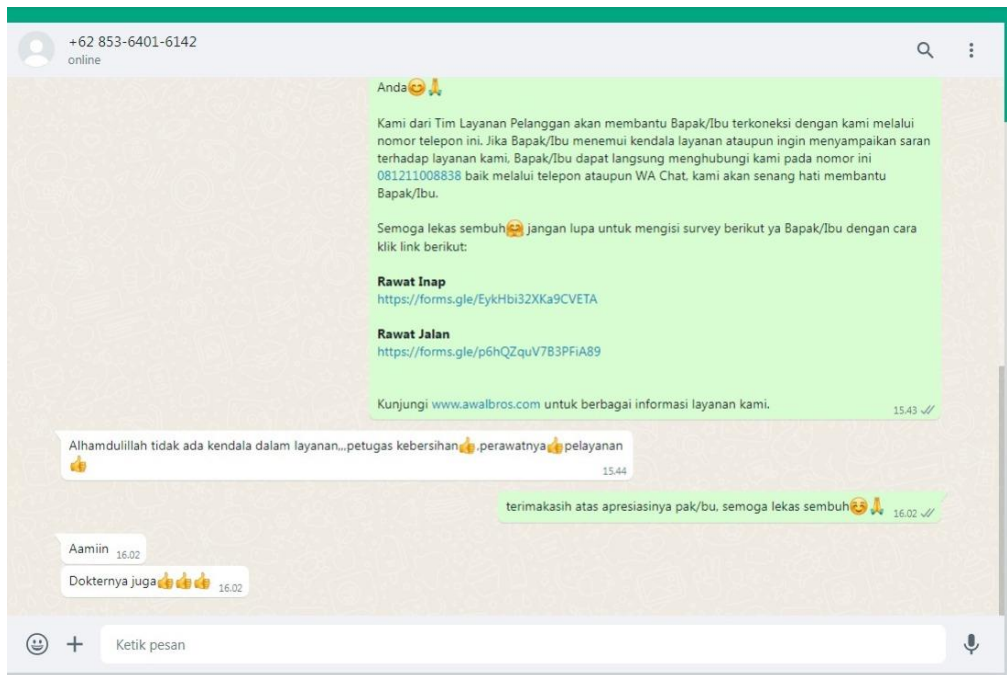 +62 853-6401-6142
online
Anda😊🙏
Kami dari Tim Layanan Pelanggan akan membantu Bapak/Ibu terkoneksi dengan kami melalui
nomor telepon ini. Jika Bapak/Ibu menemui kendala layanan ataupun ingin menyampaikan saran
terhadap layanan kami, Bapak/Ibu dapat langsung menghubungi kami pada nomor ini
081211008838 baik melalui telepon ataupun WA Chat, kami akan senang hati membantu
Bapak/Ibu.
Semoga lekas sembuh🤗 jangan lupa untuk mengisi survey berikut ya Bapak/Ibu dengan cara
klik link berikut:
Rawat Inap
https://forms.gle/EykHbi32XKa9CVETA
Rawat Jalan
https://forms.gle/p6hQZquV7B3PFiA89
Kunjungi www.awalbros.com untuk berbagai informasi layanan kami.
15.43
Alhamdulillah tidak ada kendala dalam layanan,,,petugas kebersihan👍.perawatnya👍pelayanan
👍
15.44
terimakasih atas apresiasinya pak/bu, semoga lekas sembuh☺️🙏 16.02
Aamiin 16.02
Dokternya juga👍👍👍 16.02
Ketik pesan